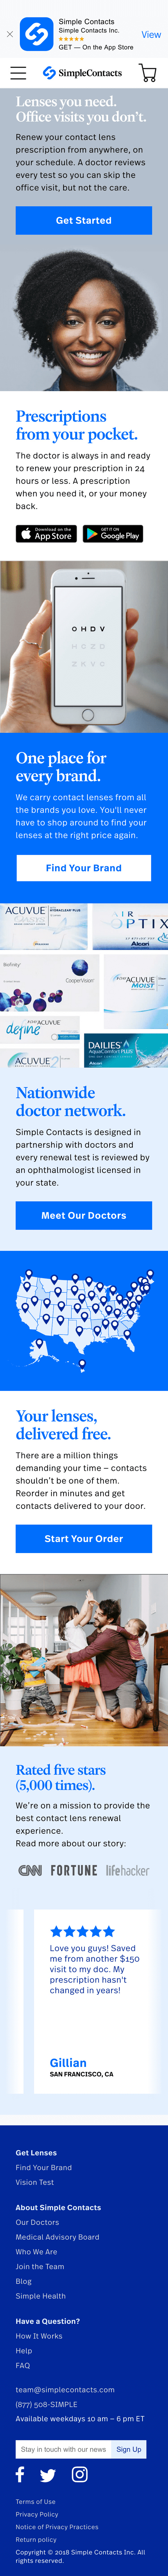 Simple Contacts
Simple Contacts Inc.
★★★★★
GET — On the App Store
View
SimpleContacts
Lenses you need.
Office visits you don't.
Renew your contact lens
prescription from anywhere, on
your schedule. A doctor reviews
every test so you can skip the
office visit, but not the care.
Get Started
Prescriptions
from your pocket.
The doctor is always in and ready
to renew your prescription in 24
hours or less. A prescription
when you need it, or your money
back.
Download on the
App Store
GET IT ON
Google Play
O H D V
H O Z D
Z K V C
One place for
every brand.
We carry contact lenses from all
the brands you love. You'll never
have to shop around to find your
lenses at the right price again.
Find Your Brand
ACUVUE
OASYS
HYDRACLEAR PLUS
AIR
OPTIX
Alcon
Biofinity
CooperVision
1-DAY ACUVUE
MOIST
1-DAY ACUVUE
define
DAILIES
AquaComfort PLUS
Alcon
ACUVUE 2
Nationwide
doctor network.
Simple Contacts is designed in
partnership with doctors and
every renewal test is reviewed by
an ophthalmologist licensed in
your state.
Meet Our Doctors
Your lenses,
delivered free.
There are a million things
demanding your time — contacts
shouldn't be one of them.
Reorder in minutes and get
contacts delivered to your door.
Start Your Order
Rated five stars
(5,000 times).
We're on a mission to provide the
best contact lens renewal
experience.
Read more about our story:
CNN FORTUNE lifehacker
★★★★★
Love you guys! Saved
me from another $150
visit to my doc. My
prescription hasn't
changed in years!
Gillian
SAN FRANCISCO, CA
Get Lenses
Find Your Brand
Vision Test
About Simple Contacts
Our Doctors
Medical Advisory Board
Who We Are
Join the Team
Blog
Simple Health
Have a Question?
How It Works
Help
FAQ
team@simplecontacts.com
(877) 508-SIMPLE
Available weekdays 10 am – 6 pm ET
Stay in touch with our news
Sign Up
Terms of Use
Privacy Policy
Notice of Privacy Practices
Return policy
Copyright © 2018 Simple Contacts Inc. All
rights reserved.